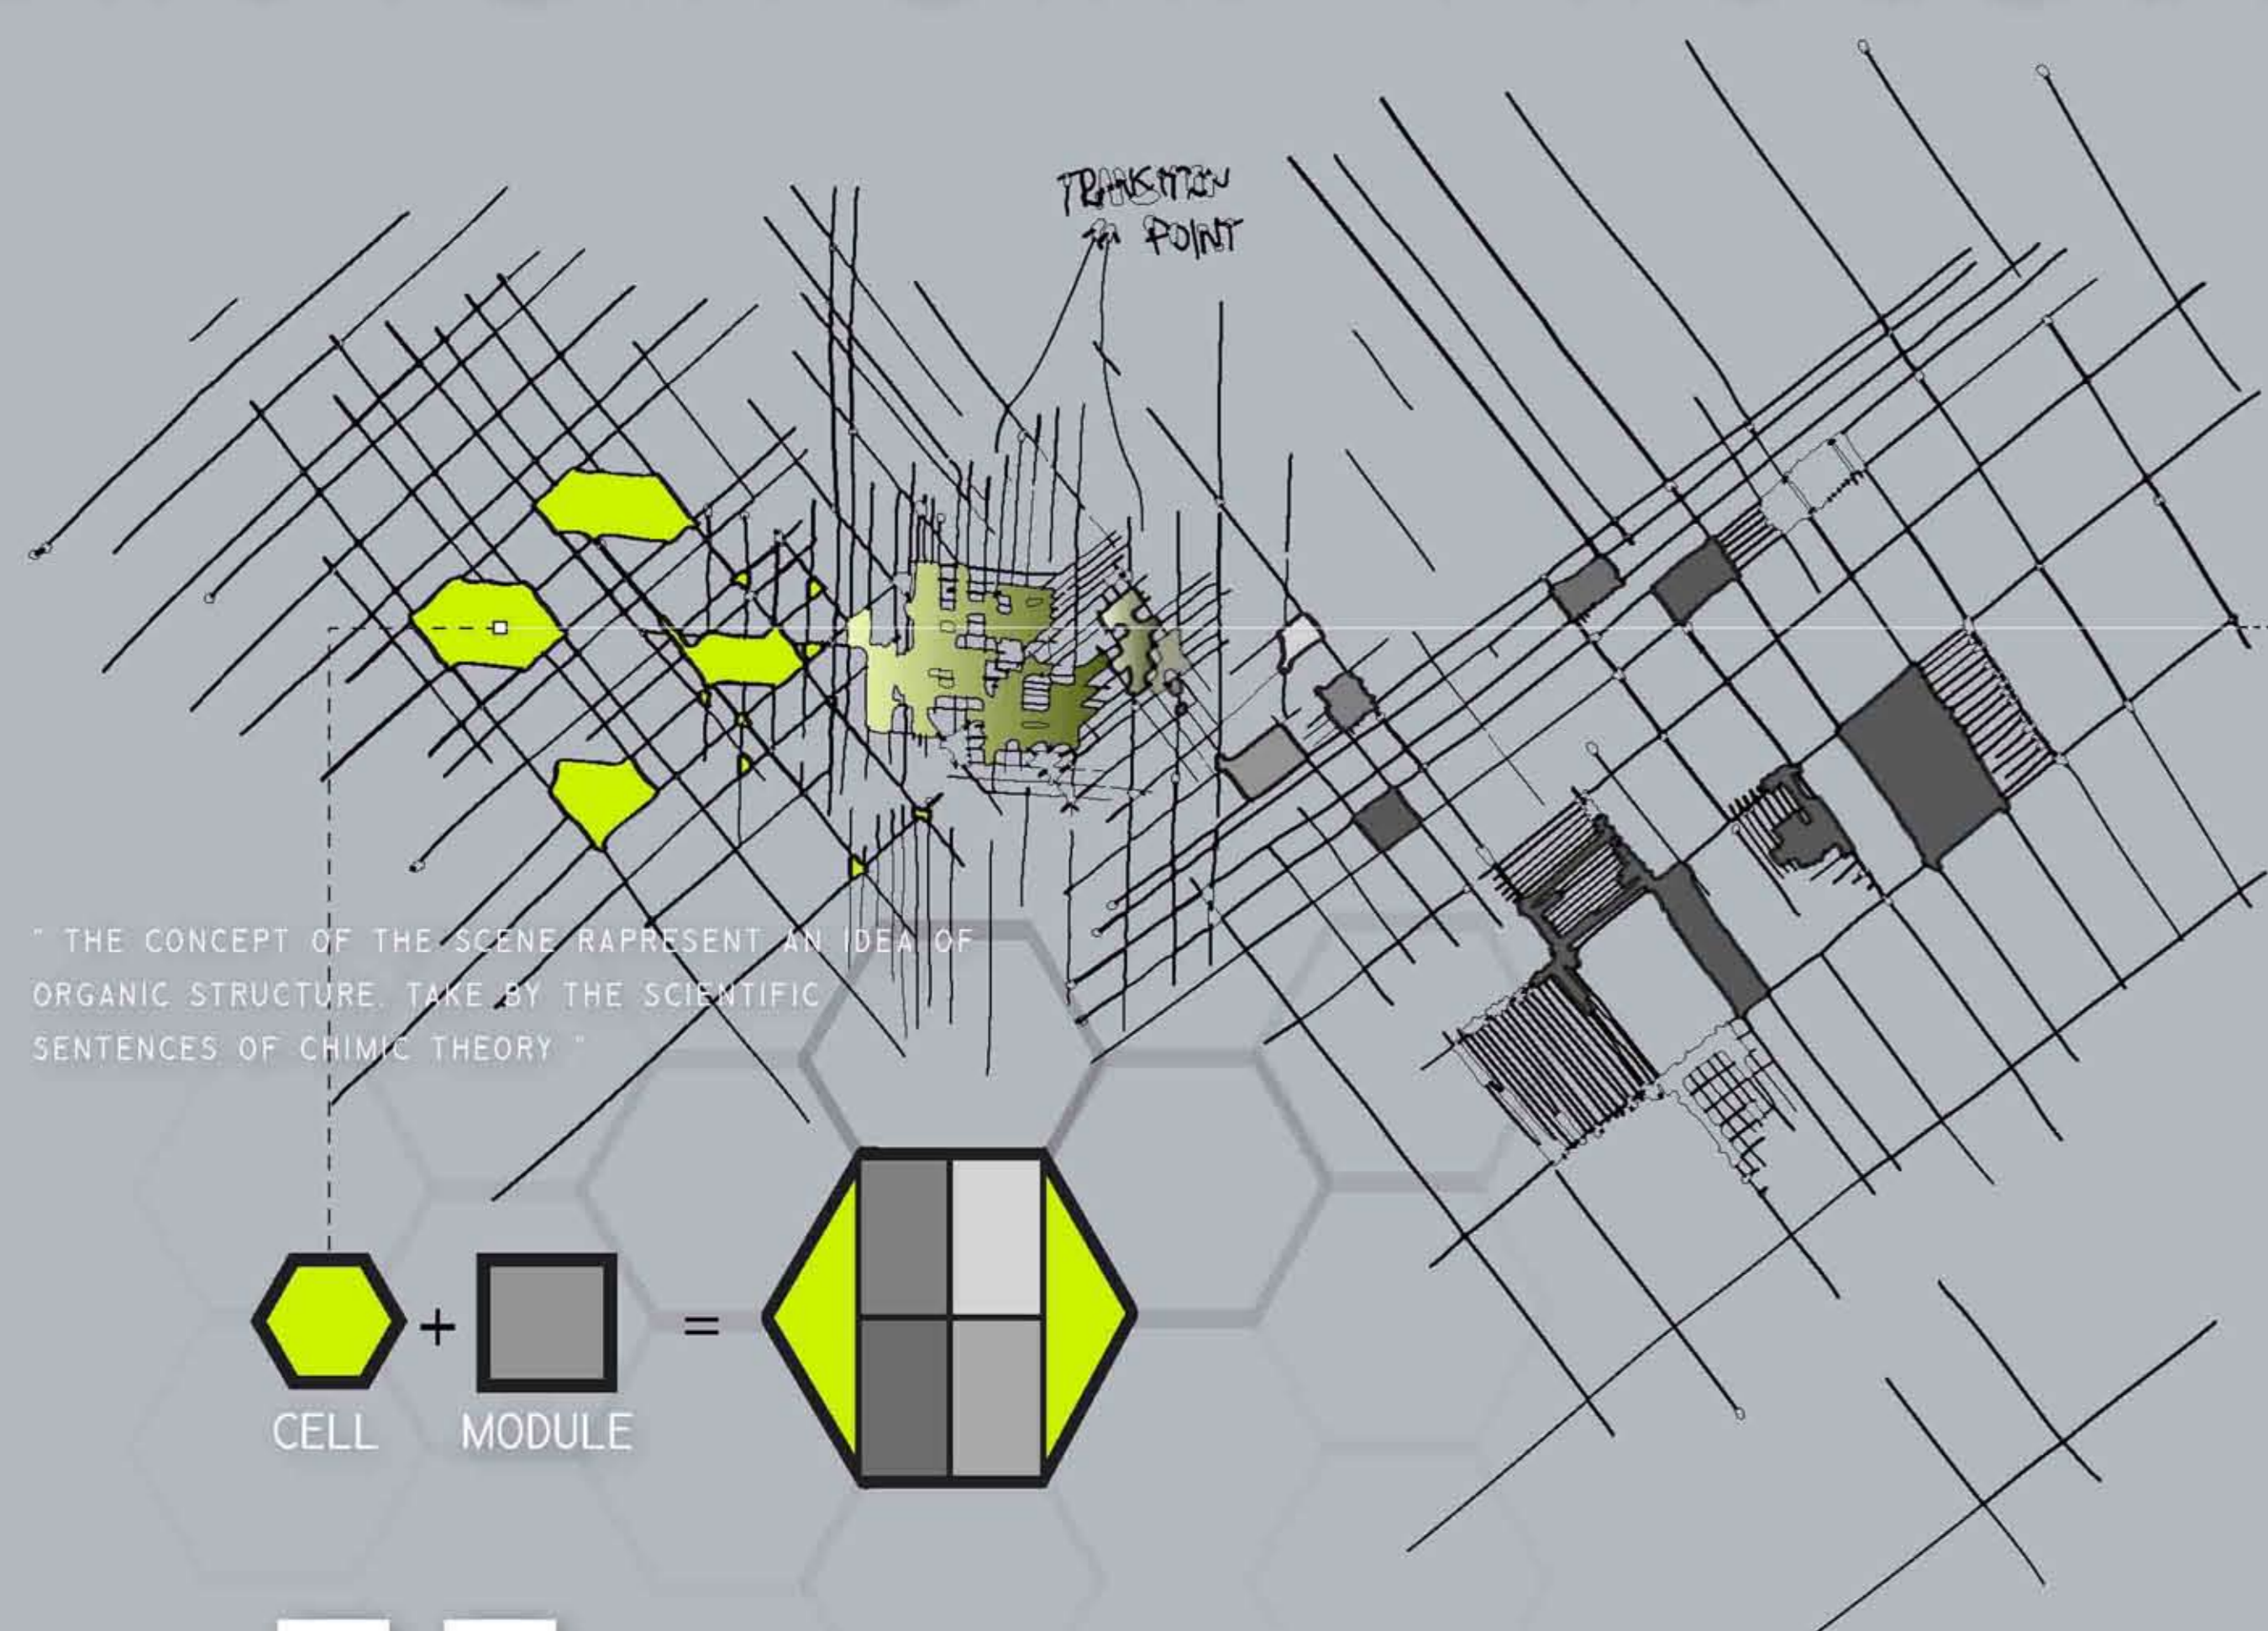 TRANSITION
POINT
" THE CONCEPT OF THE SCENE RAPRESENT AN IDEA OF
ORGANIC STRUCTURE. TAKE BY THE SCIENTIFIC
SENTENCES OF CHIMIC THEORY "
+
=
CELL
MODULE